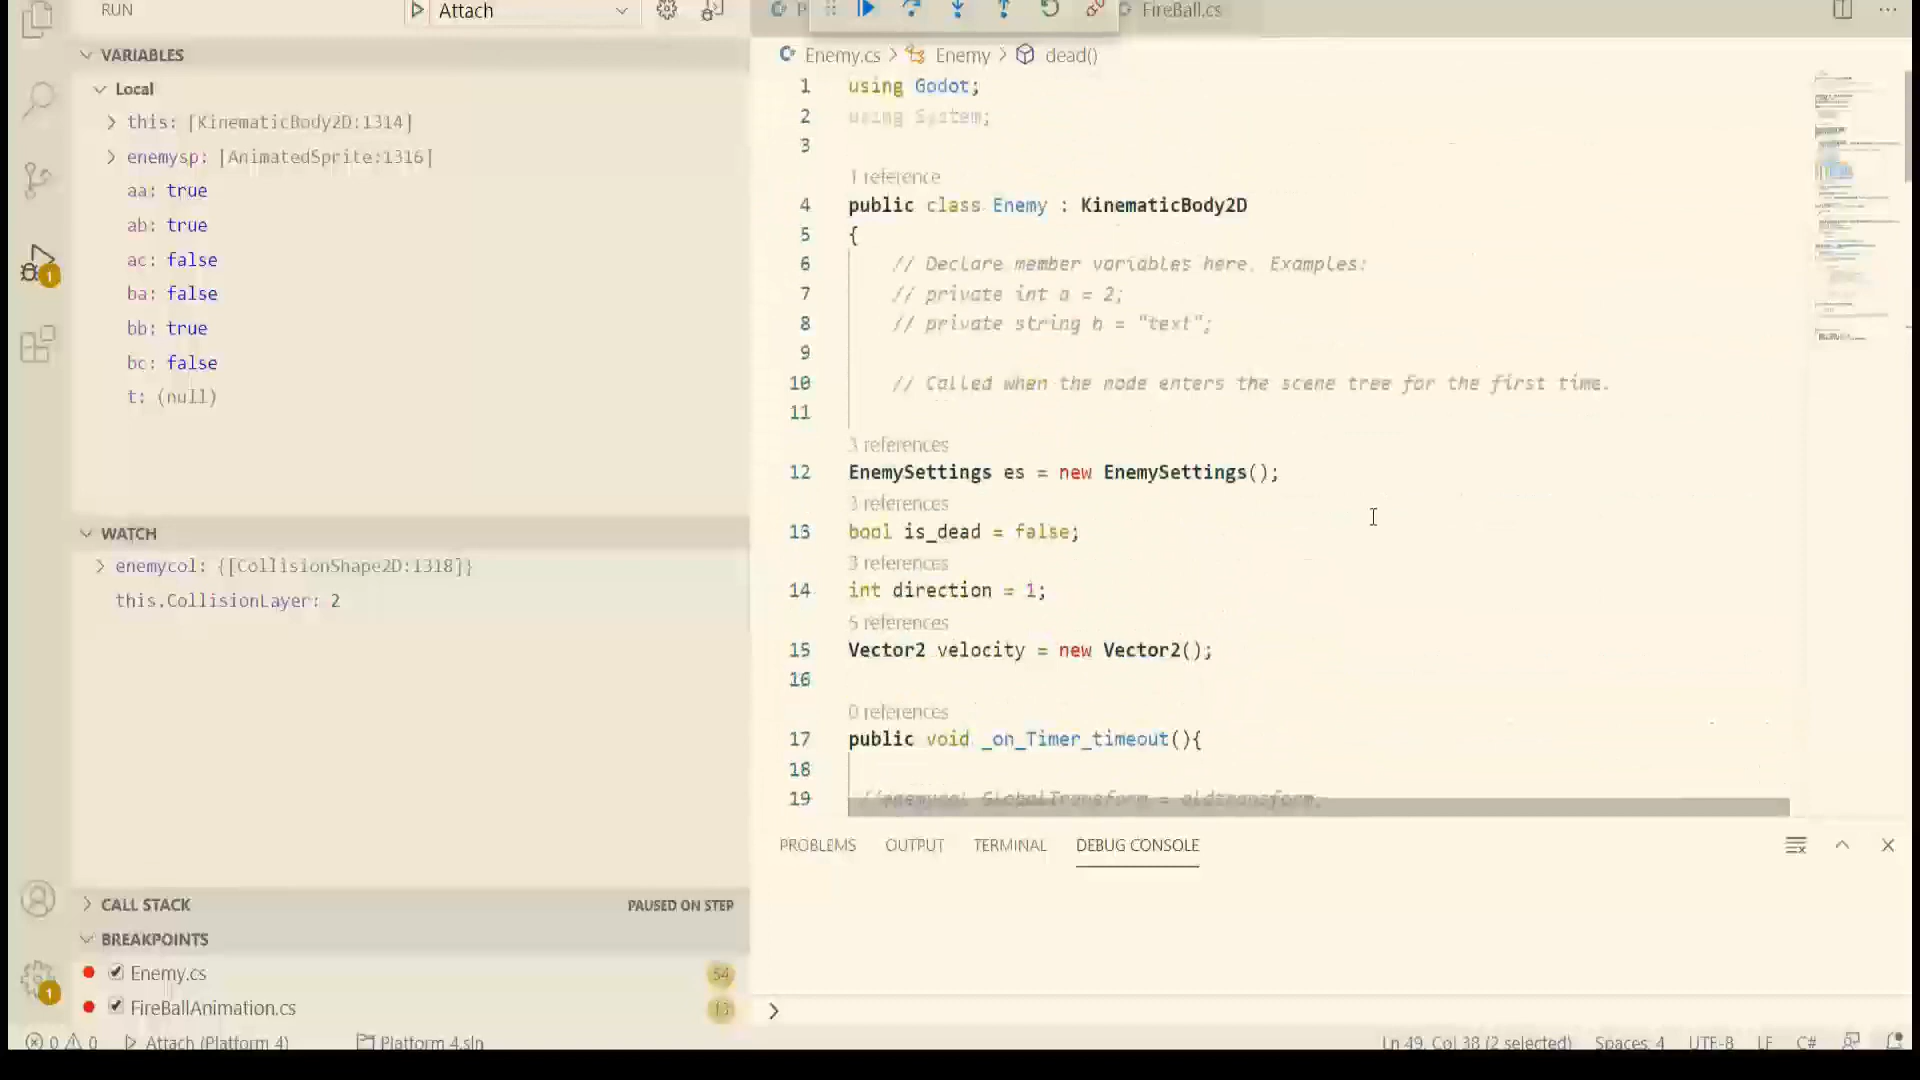 RUN
Attach
VARIABLES
Local
this: [KinematicBody2D:1314]
enemysp: [AnimatedSprite:1316]
aa: true
ab: true
ac: false
ba: false
bb: true
bc: false
t: (null)
WATCH
enemycol: {[CollisionShape2D:1318]}
this.CollisionLayer: 2
CALL STACK
PAUSED ON STEP
BREAKPOINTS
Enemy.cs
54
FireBallAnimation.cs
13
1
1
P
FireBall.cs
Enemy.cs > Enemy > dead()
1 using Godot;
2 using System;
3
1 reference
4 public class Enemy : KinematicBody2D
5 {
6 // Declare member variables here. Examples:
7 // private int a = 2;
8 // private string b = "text";
9
10 // Called when the node enters the scene tree for the first time.
11
3 references
12 EnemySettings es = new EnemySettings();
3 references
13 bool is_dead = false;
3 references
14 int direction = 1;
5 references
15 Vector2 velocity = new Vector2();
16
0 references
17 public void _on_Timer_timeout(){
18
19 //enemycol.GlobalTransform = oldtransform;
PROBLEMS OUTPUT TERMINAL DEBUG CONSOLE
>
0 0 Attach (Platform 4) Platform 4.sln Ln 49, Col 38 (2 selected) Spaces: 4 UTF-8 LF C#